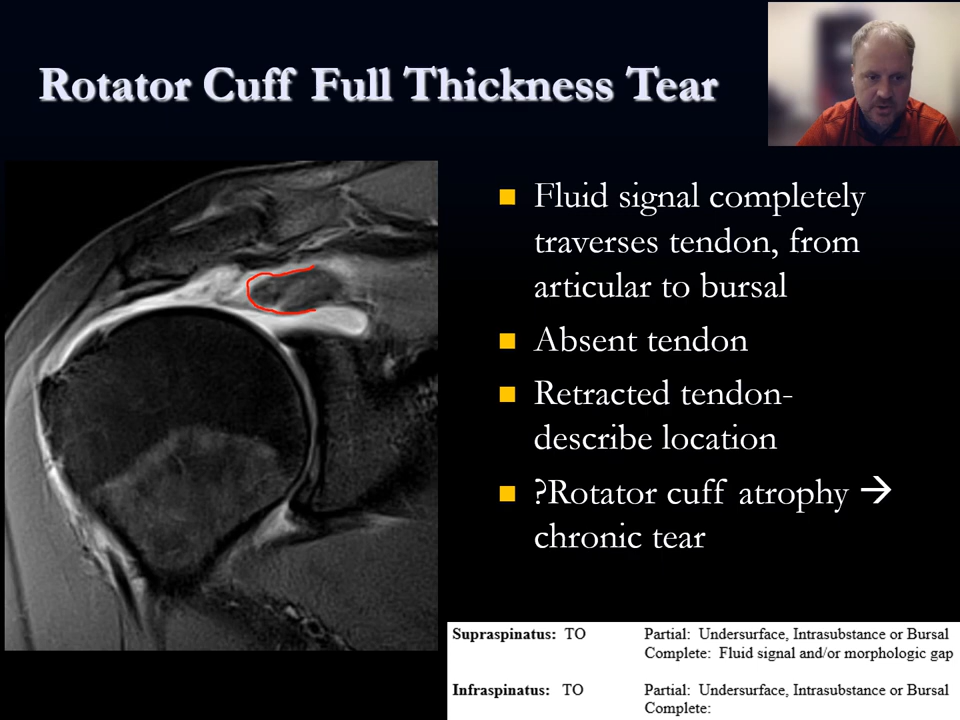 Rotator Cuff Full Thickness Tear
■ Fluid signal completely
traverses tendon, from
articular to bursal
■ Absent tendon
■ Retracted tendon-
describe location
■ ?Rotator cuff atrophy →
chronic tear
Supraspinatus: TO Partial: Undersurface, Intrasubstance or Bursal
Complete: Fluid signal and/or morphologic gap
Infraspinatus: TO Partial: Undersurface, Intrasubstance or Bursal
Complete: